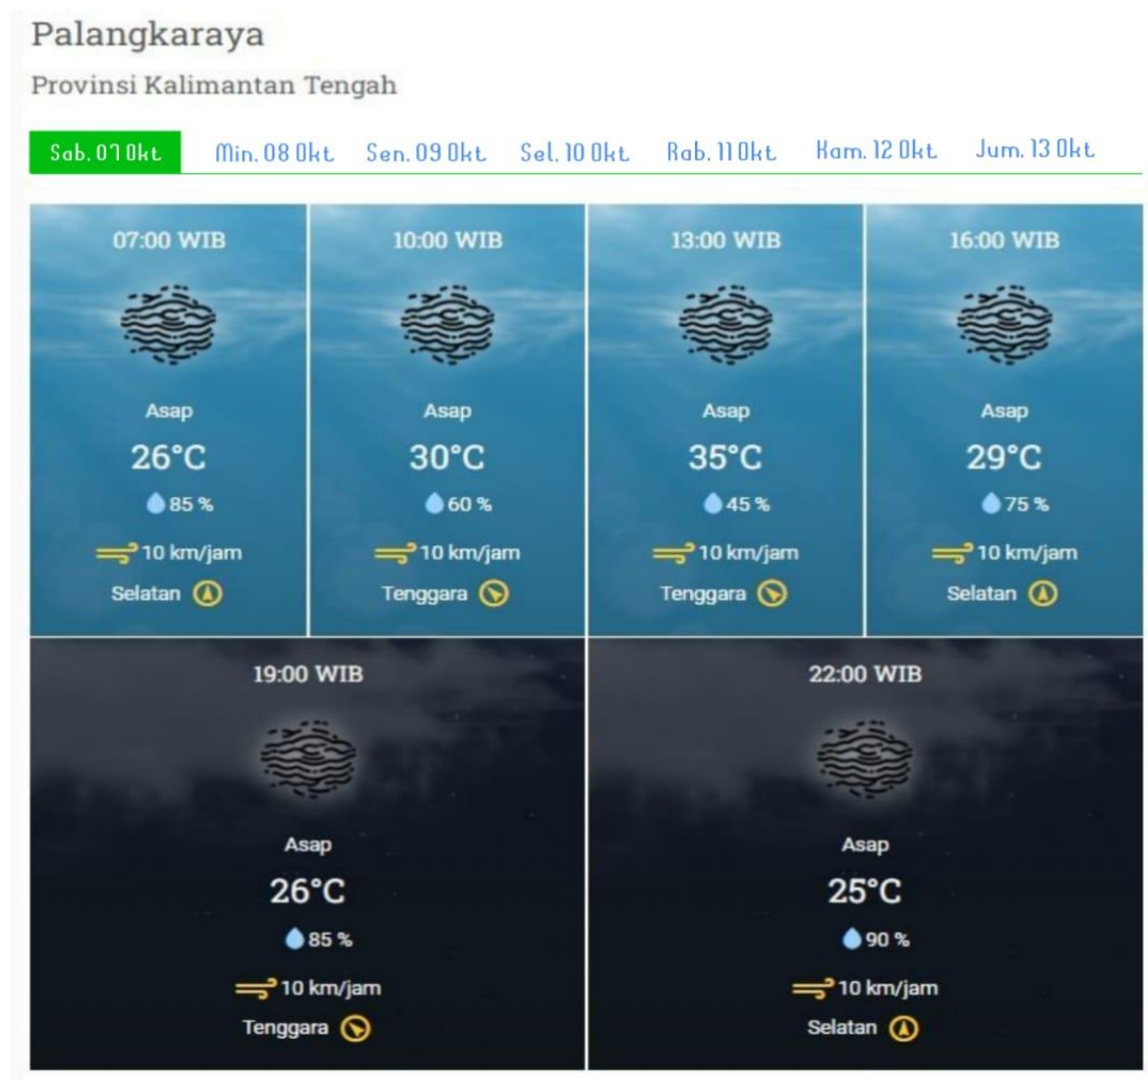 Palangkaraya
Provinsi Kalimantan Tengah
Sab, 07 Okt Min, 08 Okt Sen, 09 Okt Sel, 10 Okt Rab, 11 Okt Kam, 12 Okt Jum, 13 Okt
07:00 WIB 10:00 WIB 13:00 WIB 16:00 WIB
Asap Asap Asap Asap
26°C 30°C 35°C 29°C
85 % 60 % 45 % 75 %
10 km/jam 10 km/jam 10 km/jam 10 km/jam
Selatan Tenggara Tenggara Selatan
19:00 WIB 22:00 WIB
Asap Asap
26°C 25°C
85 % 90 %
10 km/jam 10 km/jam
Tenggara Selatan